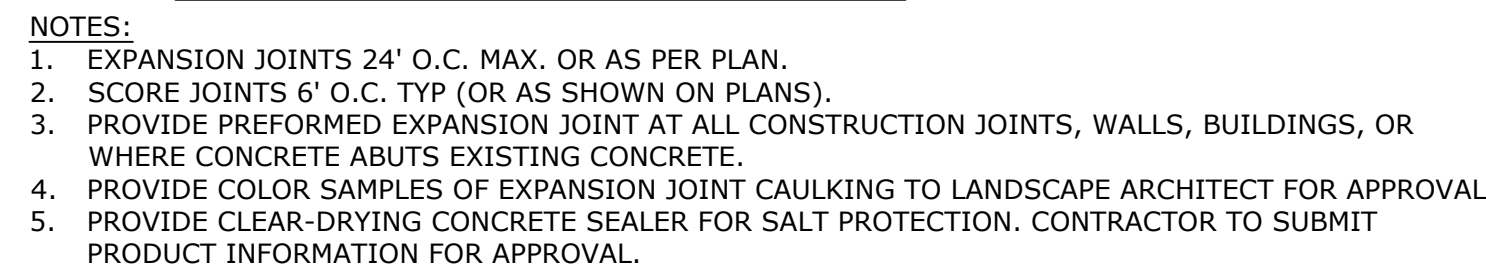 NOTES:
1. EXPANSION JOINTS 24' O.C. MAX. OR AS PER PLAN.
2. SCORE JOINTS 6' O.C. TYP (OR AS SHOWN ON PLANS).
3. PROVIDE PREFORMED EXPANSION JOINT AT ALL CONSTRUCTION JOINTS, WALLS, BUILDINGS, OR
WHERE CONCRETE ABUTS EXISTING CONCRETE.
4. PROVIDE COLOR SAMPLES OF EXPANSION JOINT CAULKING TO LANDSCAPE ARCHITECT FOR APPROVAL
5. PROVIDE CLEAR-DRYING CONCRETE SEALER FOR SALT PROTECTION. CONTRACTOR TO SUBMIT
PRODUCT INFORMATION FOR APPROVAL.